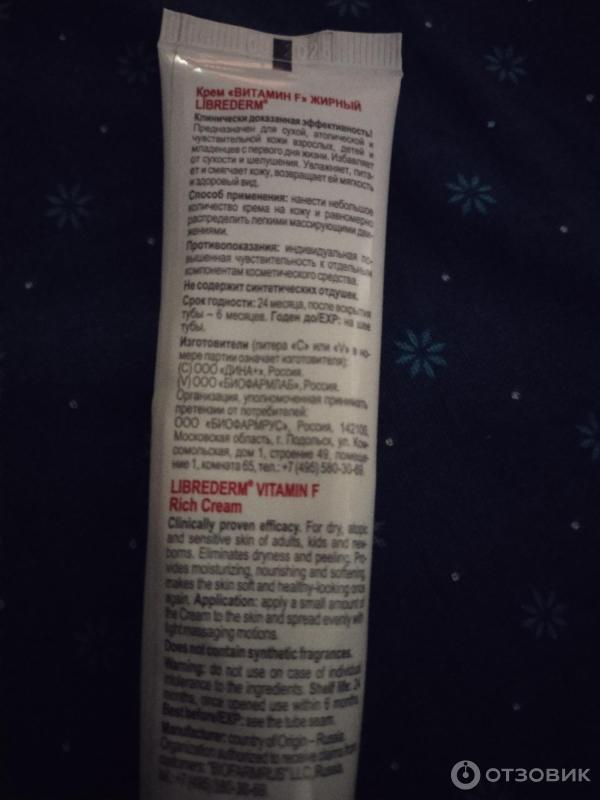 2025
Крем «ВИТАМИН F» ЖИРНЫЙ
LIBREDERM®
Клинически доказанная эффективность!
Предназначен для сухой, атопической и
чувствительной кожи взрослых, детей и
младенцев с первого дня жизни. Избавляет
от сухости и шелушения. Увлажняет, пита-
ет и смягчает кожу, возвращает ей мягкость
и здоровый вид.
Способ применения: нанести небольшое
количество крема на кожу и равномерно
распределить легкими массирующими дви-
жениями.
Противопоказания: индивидуальная по-
вышенная чувствительность к отдельным
компонентам косметического средства.
Не содержит синтетических отдушек.
Срок годности: 24 месяца, после вскрытия
тубы – 6 месяцев. Годен до/EXP: на шве
тубы.
Изготовители (литера «С» или «V» в но-
мере партии означает изготовителя):
(С) ООО «ДИНА+», Россия,
(V) ООО «БИОФАРМЛАБ», Россия,
Организация, уполномоченная принимать
претензии от потребителей:
ООО «БИОФАРМРУС», Россия, 142100,
Московская область, г. Подольск, ул. Ком-
сомольская, дом 1, строение 49, помеще-
ние 1, комната 65, тел.: +7 (495) 580-30-69.
LIBREDERM® VITAMIN F
Rich Cream
Clinically proven efficacy. For dry, atopic
and sensitive skin of adults, kids and new-
borns. Eliminates dryness and peeling. Pro-
vides moisturizing, nourishing and softening,
makes the skin soft and healthy-looking once
again. Application: apply a small amount of
the Cream to the skin and spread evenly with
light massaging motions.
Does not contain synthetic fragrances.
Warning: do not use on case of individual
intolerance to the ingredients. Shelf life: 24
months, once opened use within 6 months.
Best before/EXP: see the tube seam.
Manufacturer: country of Origin – Russia.
Organization authorized to receive claims from
customers: "BIOFARMRUS" LLC, Russia,
tel.: +7 (495) 580-30-69
ОТЗОВИК